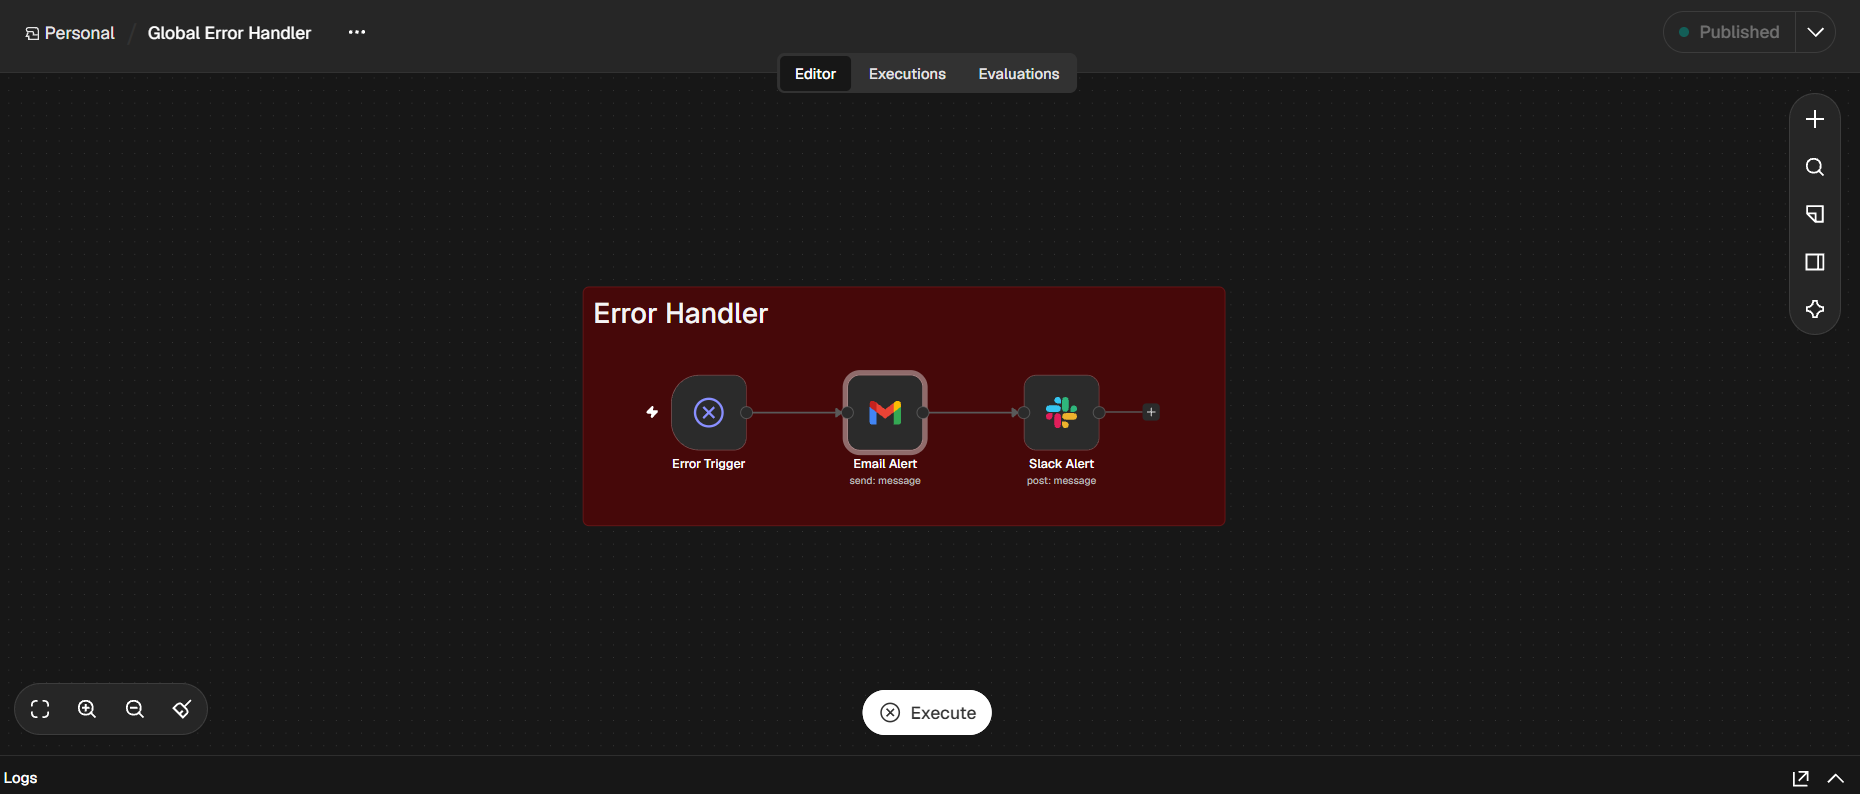 Personal / Global Error Handler ...
Published
Editor Executions Evaluations
Error Handler
Error Trigger
Email Alert
send: message
Slack Alert
post: message
Execute
Logs